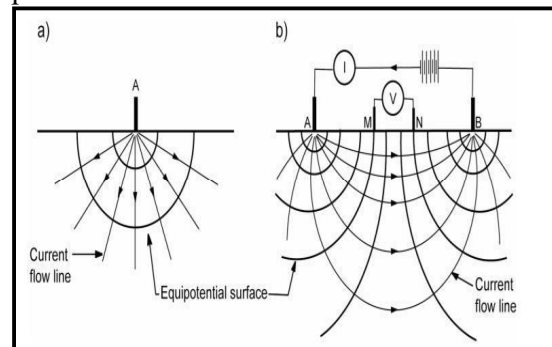 a)
A
Current
flow line
Equipotential surface
b)
I
V
A
M
N
B
Current
flow line